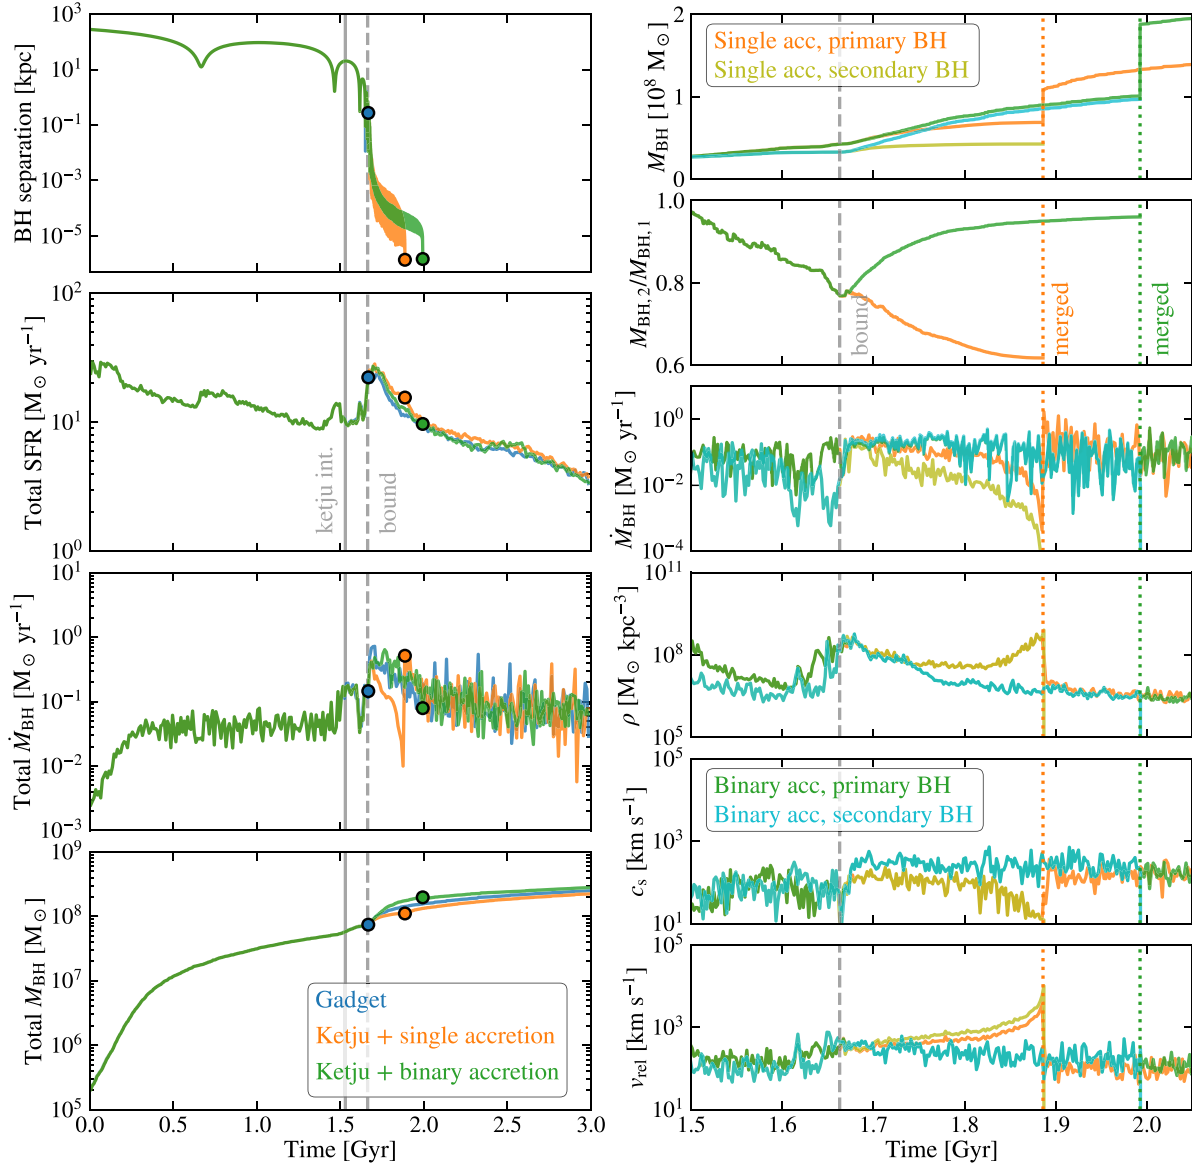 10³
10¹
10⁻¹
10⁻³
10⁻⁵
BH separation [kpc]
10²
10¹
10⁰
Total SFR [M⊙ yr⁻¹]
ketju int.
bound
10¹
10⁰
10⁻¹
10⁻²
10⁻³
Total Ṁ_BH [M⊙ yr⁻¹]
10⁹
10⁸
10⁷
10⁶
10⁵
Total M_BH [M⊙]
Gadget
Ketju + single accretion
Ketju + binary accretion
0.0 0.5 1.0 1.5 2.0 2.5 3.0
Time [Gyr]
2
1
0
M_BH [10⁸ M⊙]
Single acc, primary BH
Single acc, secondary BH
1.0
0.8
0.6
M_BH, 2/M_BH, 1
bound
merged
merged
10⁰
10⁻²
10⁻⁴
Ṁ_BH [M⊙ yr⁻¹]
10¹¹
10⁸
10⁵
ρ [M⊙ kpc⁻³]
10⁵
10³
10¹
c_s [km s⁻¹]
Binary acc, primary BH
Binary acc, secondary BH
10⁵
10³
10¹
v_rel [km s⁻¹]
1.5 1.6 1.7 1.8 1.9 2.0
Time [Gyr]